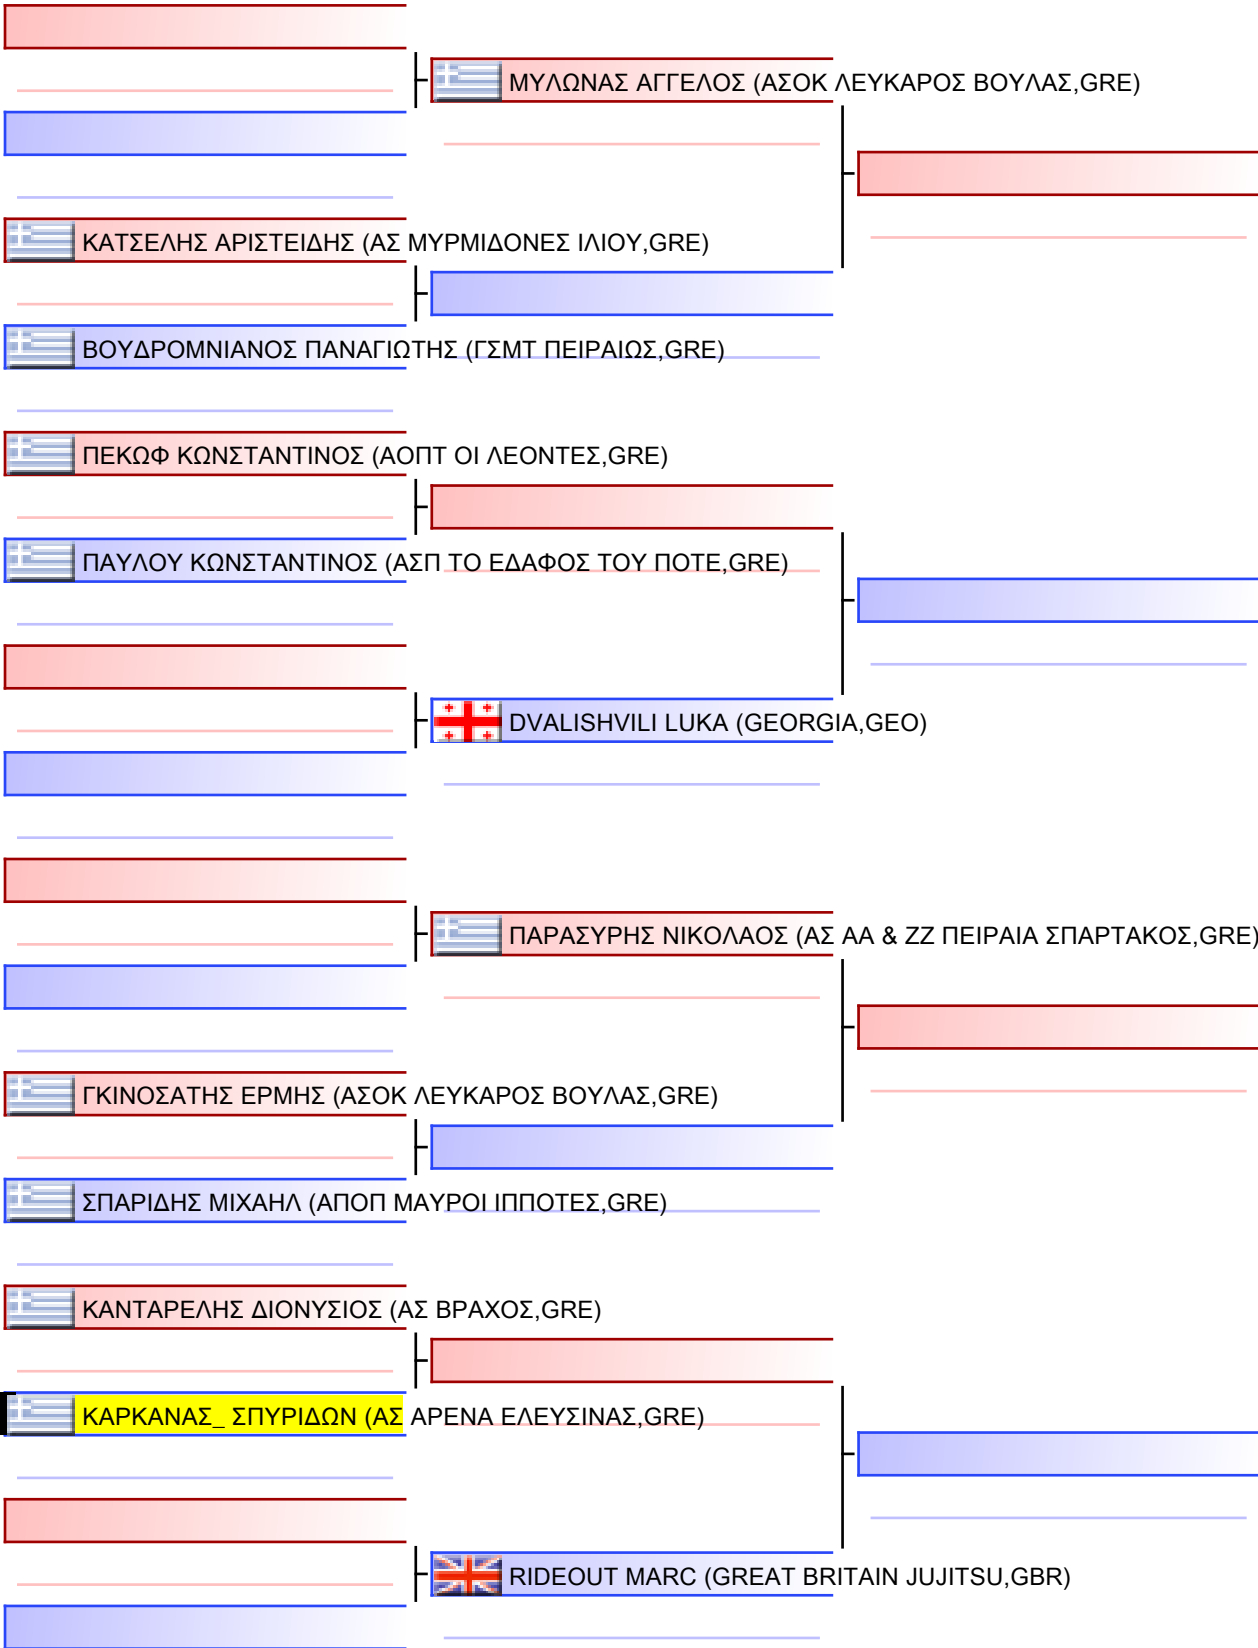 ΜΥΛΩΝΑΣ ΑΓΓΕΛΟΣ (ΑΣΟΚ ΛΕΥΚΑΡΟΣ ΒΟΥΛΑΣ,GRE)
ΚΑΤΣΕΛΗΣ ΑΡΙΣΤΕΙΔΗΣ (ΑΣ ΜΥΡΜΙΔΟΝΕΣ ΙΛΙΟΥ,GRE)
ΒΟΥΔΡΟΜΝΙΑΝΟΣ ΠΑΝΑΓΙΩΤΗΣ (ΓΣΜΤ ΠΕΙΡΑΙΩΣ,GRE)
ΠΕΚΩΦ ΚΩΝΣΤΑΝΤΙΝΟΣ (ΑΟΠΤ ΟΙ ΛΕΟΝΤΕΣ,GRE)
ΠΑΥΛΟΥ ΚΩΝΣΤΑΝΤΙΝΟΣ (ΑΣΠ ΤΟ ΕΔΑΦΟΣ ΤΟΥ ΠΟΤΕ,GRE)
DVALISHVILI LUKA (GEORGIA,GEO)
ΠΑΡΑΣΥΡΗΣ ΝΙΚΟΛΑΟΣ (ΑΣ ΑΑ & ΖΖ ΠΕΙΡΑΙΑ ΣΠΑΡΤΑΚΟΣ,GRE)
ΓΚΙΝΟΣΑΤΗΣ ΕΡΜΗΣ (ΑΣΟΚ ΛΕΥΚΑΡΟΣ ΒΟΥΛΑΣ,GRE)
ΣΠΑΡΙΔΗΣ ΜΙΧΑΗΛ (ΑΠΟΠ ΜΑΥΡΟΙ ΙΠΠΟΤΕΣ,GRE)
ΚΑΝΤΑΡΕΛΗΣ ΔΙΟΝΥΣΙΟΣ (ΑΣ ΒΡΑΧΟΣ,GRE)
ΚΑΡΚΑΝΑΣ_ ΣΠΥΡΙΔΩΝ (ΑΣ ΑΡΕΝΑ ΕΛΕΥΣΙΝΑΣ,GRE)
RIDEOUT MARC (GREAT BRITAIN JUJITSU,GBR)